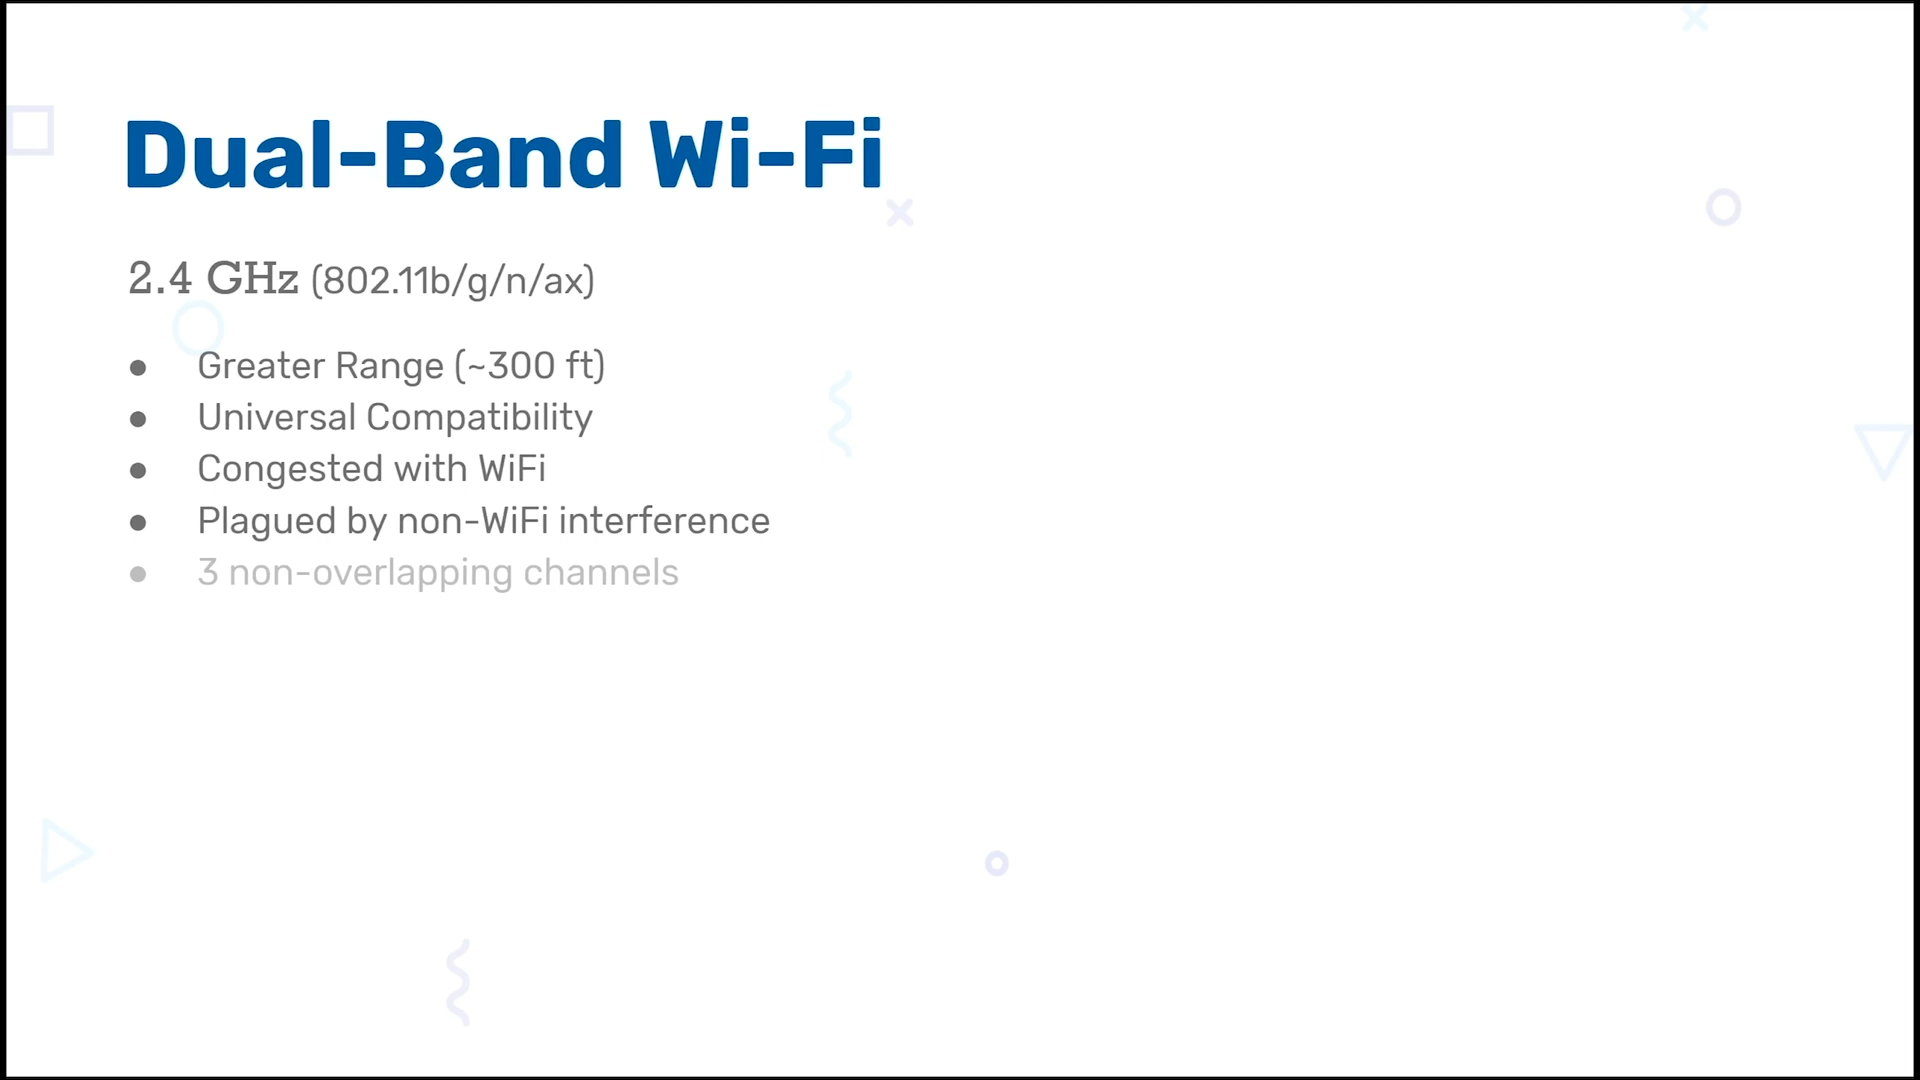 Dual-Band Wi-Fi
2.4 GHz (802.11b/g/n/ax)
● Greater Range (~300 ft)
● Universal Compatibility
● Congested with WiFi
● Plagued by non-WiFi interference
● 3 non-overlapping channels